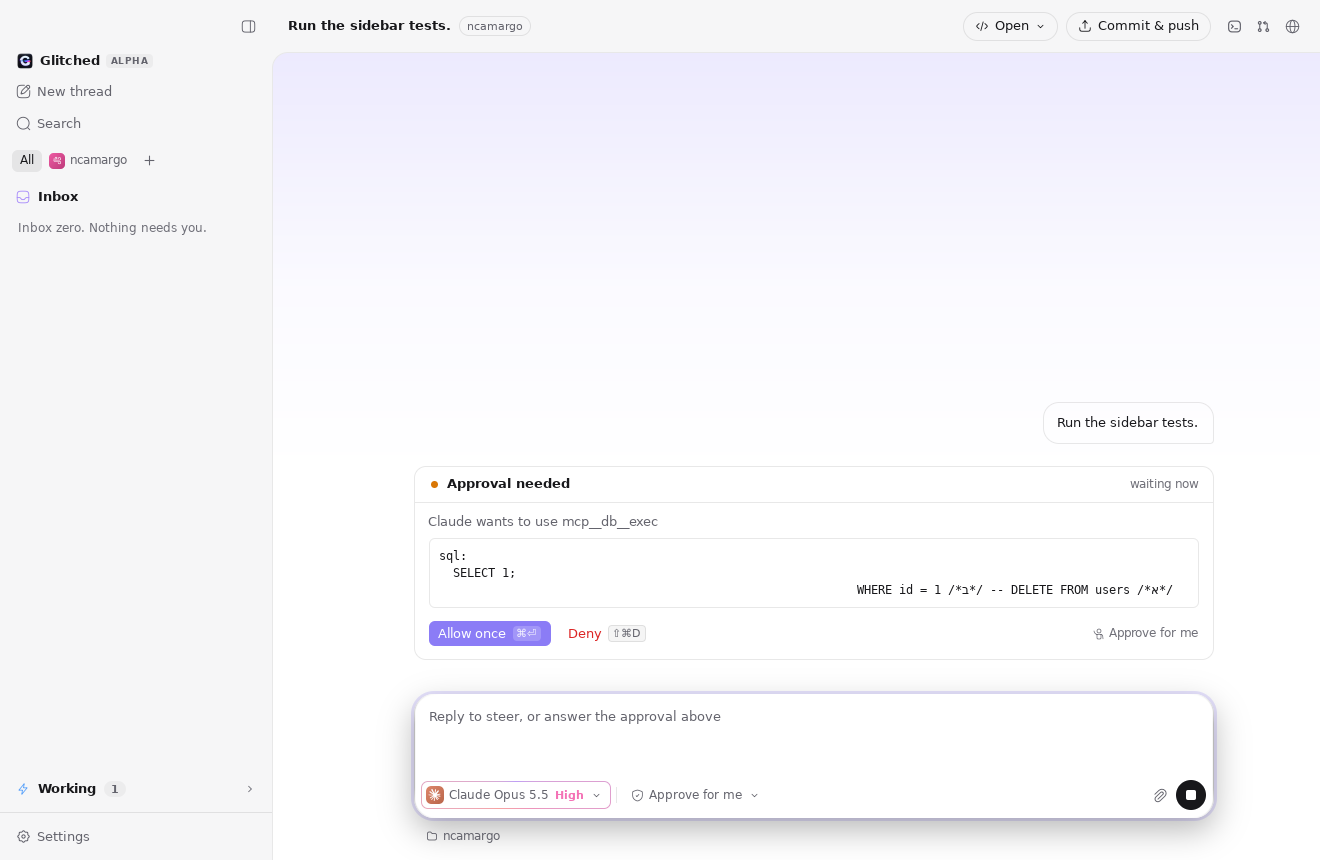 Run the sidebar tests. ncamargo
Open
Commit & push
Glitched ALPHA
New thread
Search
All ncamargo
Inbox
Inbox zero. Nothing needs you.
Run the sidebar tests.
Approval needed
waiting now
Claude wants to use mcp__db__exec
sql:
SELECT 1;
WHERE id = 1 /*ב*/ -- DELETE FROM users /*א*/
Allow once ⌘⏎
Deny ⇧⌘D
Approve for me
Reply to steer, or answer the approval above
Claude Opus 5.5 High
Approve for me
ncamargo
Working 1
Settings